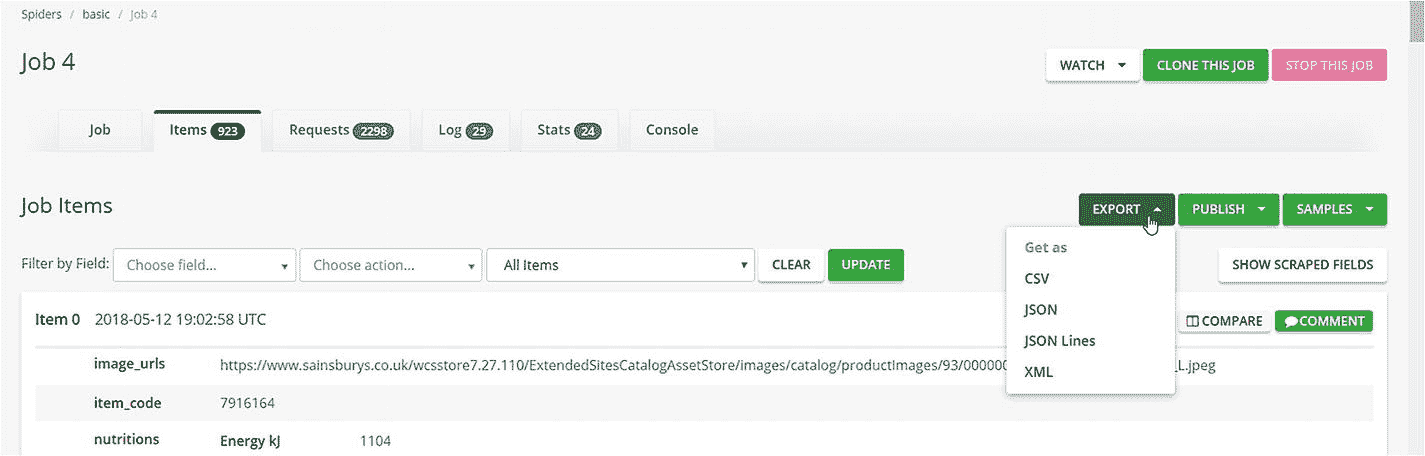 Spiders / basic / Job 4
Job 4
WATCH CLONE THIS JOB STOP THIS JOB
Job Items 923 Requests 2298 Log 29 Stats 24 Console
Job Items
EXPORT PUBLISH SAMPLES
Get as
CSV
JSON
JSON Lines
XML
Filter by Field: Choose field... Choose action... All Items CLEAR UPDATE SHOW SCRAPED FIELDS
Item 0 2018-05-12 19:02:58 UTC COMPARE COMMENT
image_urls https://www.sainsburys.co.uk/wcsstore7.27.110/ExtendedSitesCatalogAssetStore/images/catalog/productImages/93/000000 _L.jpeg
item_code 7916164
nutritions Energy kJ 1104